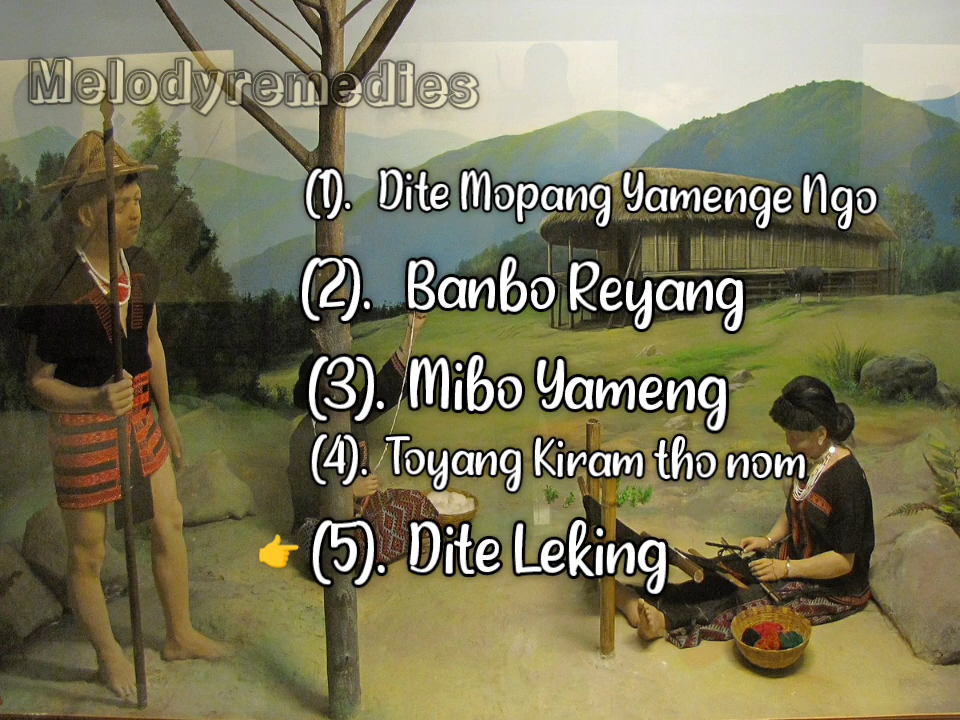 Melodyremedies
(1). Dite Mopang Yamenge Ngo
(2). Banbo Reyang
(3). Mibo Yameng
(4). Toyang Kiram tho nom
👉 (5). Dite Leking